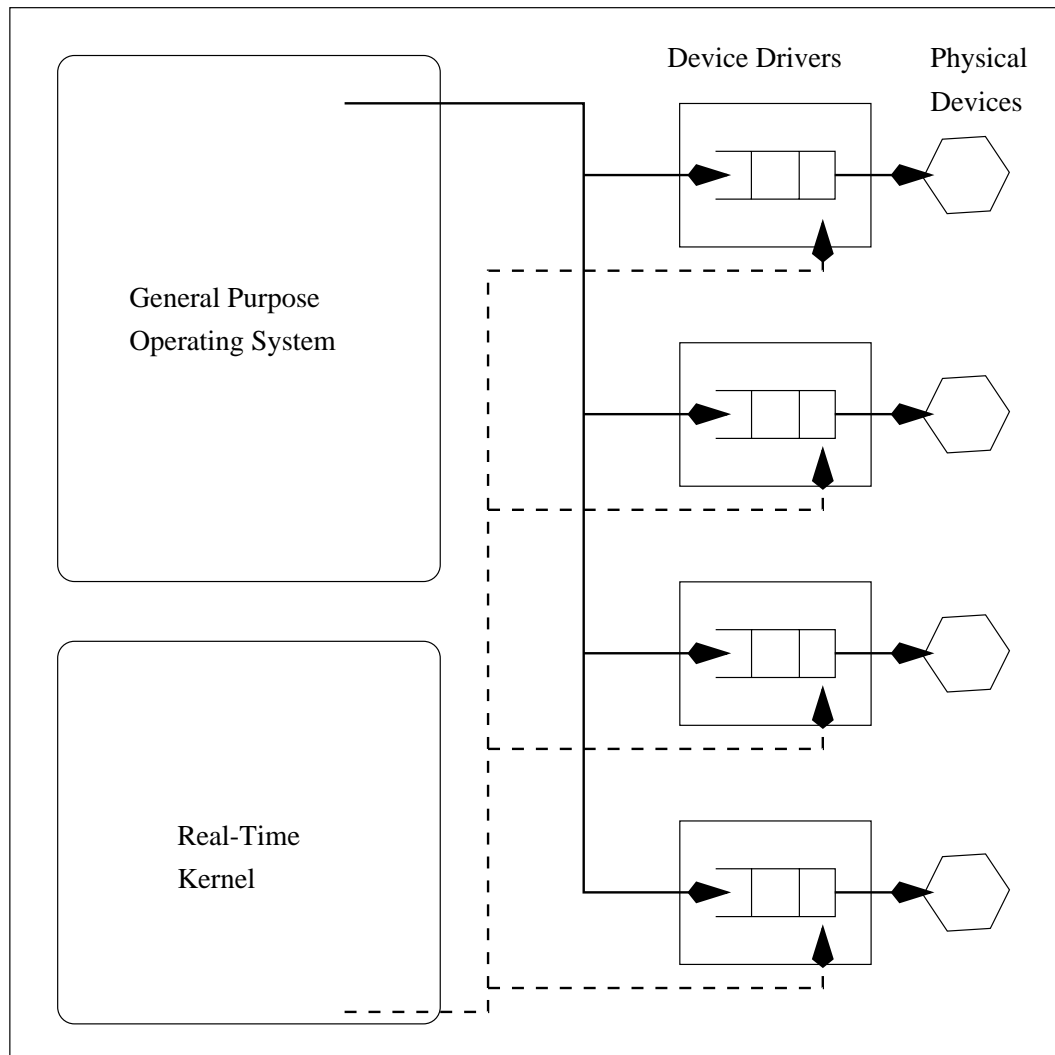 Device Drivers
Physical
Devices
General Purpose
Operating System
Real-Time
Kernel